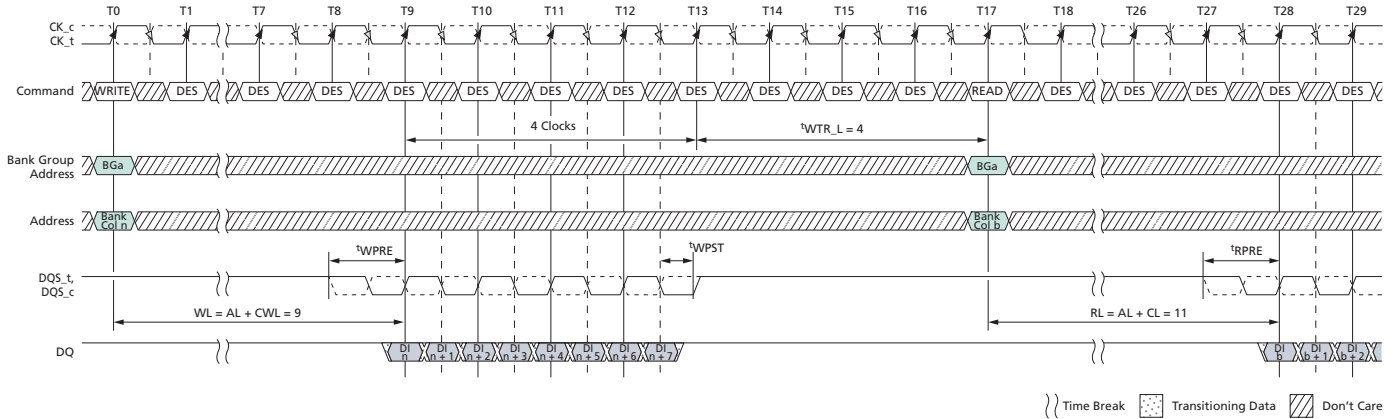 T0 T1 T7 T8 T9 T10 T11 T12 T13 T14 T15 T16 T17 T18 T26 T27 T28 T29
CK_c
CK_t
Command WRITE DES DES DES DES DES DES DES DES DES DES DES READ DES DES DES DES DES
4 Clocks tWTR_L = 4
Bank Group
Address BGa BGa
Address Bank
Col n Bank
Col b
tWPRE tWPST tRPRE
DQS_t,
DQS_c
WL = AL + CWL = 9 RL = AL + CL = 11
DQ DI
n DI
n + 1 DI
n + 2 DI
n + 3 DI
n + 4 DI
n + 5 DI
n + 6 DI
n + 7 DI
b DI
b + 1 DI
b + 2
Time Break Transitioning Data Don't Care